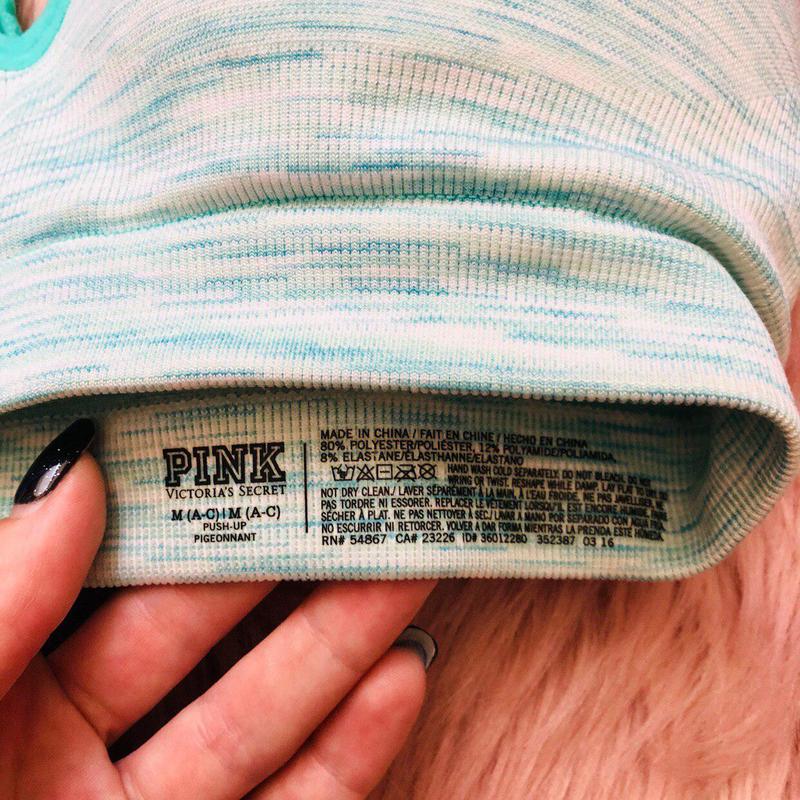 PINK
VICTORIA'S SECRET
M (A-C) | M (A-C)
PUSH-UP
PIGEONNANT
MADE IN CHINA / FAIT EN CHINE / HECHO EN CHINA
80% POLYESTER/POLIÉSTER, 12% POLYAMIDE/POLIAMIDA,
8% ELASTANE/ÉLASTHANNE/ELASTANO
HAND WASH COLD SEPARATELY. DO NOT BLEACH. DO NOT
WRING OR TWIST. RESHAPE WHILE DAMP. LAY FLAT TO DRY. DO
NOT DRY CLEAN./ LAVER SÉPARÉMENT À LA MAIN, À L'EAU FROIDE. NE PAS JAVELLISER. NE
PAS TORDRE NI ESSORER. REPLACER LE VÊTEMENT LORSQU'IL EST ENCORE HUMIDE.
SÉCHER À PLAT. NE PAS NETTOYER À SEC./ LAVAR A MANO POR SEPARADO CON AGUA FRÍA.
NO ESCURRIR NI RETORCER. VOLVER A DAR FORMA MIENTRAS LA PRENDA ESTÉ HÚMEDA.
RN# 54867 CA# 23226 ID# 36012280 352387 03 16